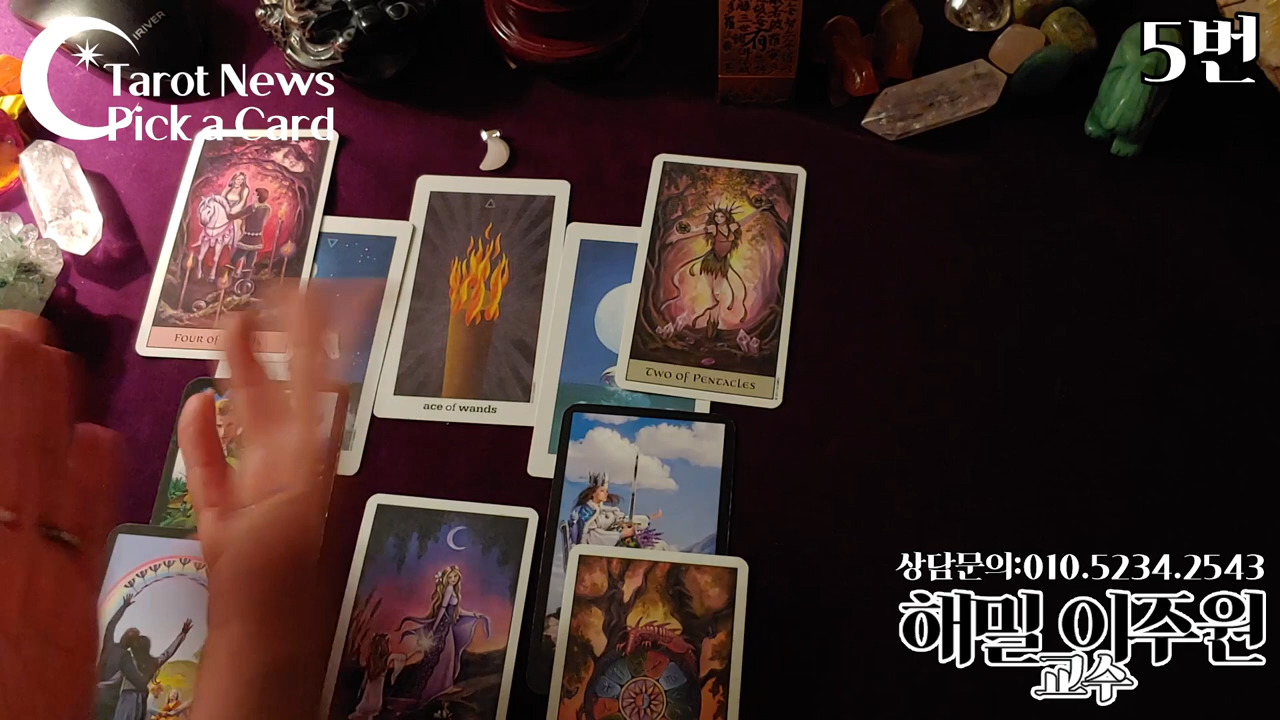 IRIVER
Tarot News
Pick a Card
5번
FOUR OF
ace of wands
TWO OF PENTACLES
상담문의:010.5234.2543
해밀 이주원
교수